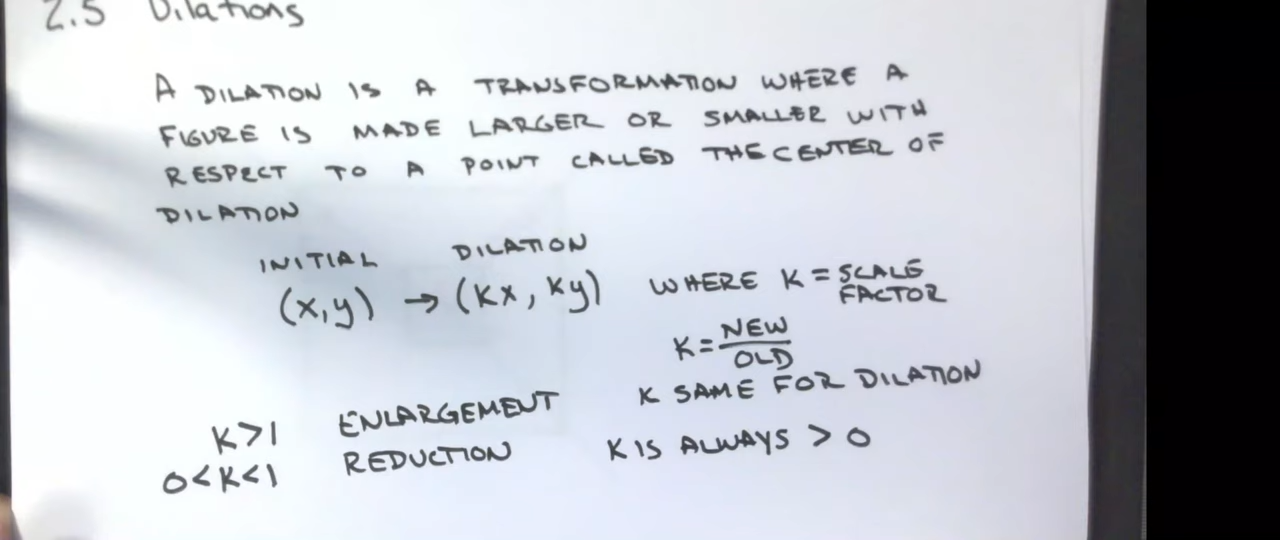 2.5 Dilations
A DILATION IS A TRANSFORMATION WHERE A
FIGURE IS MADE LARGER OR SMALLER WITH
RESPECT TO A POINT CALLED THE CENTER OF
DILATION
INITIAL DILATION
(x,y) → (Kx, Ky) WHERE K = SCALE
FACTOR
K = NEW
OLD
K SAME FOR DILATION
K>1 ENLARGEMENT
0<K<1 REDUCTION K IS ALWAYS > 0